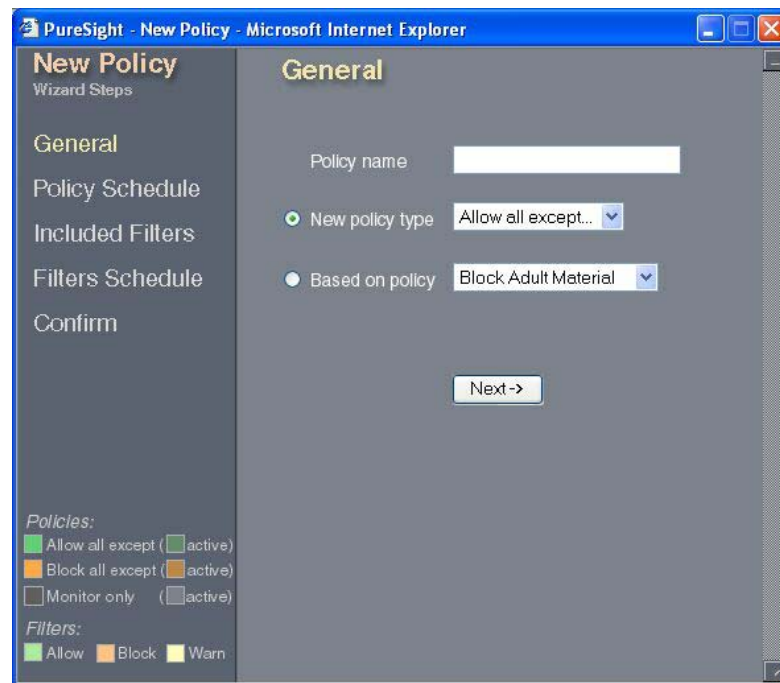 PureSight - New Policy - Microsoft Internet Explorer
New Policy
Wizard Steps
General
Policy Schedule
Included Filters
Filters Schedule
Confirm
Policies:
Allow all except ( active)
Block all except ( active)
Monitor only ( active)
Filters:
Allow Block Warn
General
Policy name
New policy type Allow all except...
Based on policy Block Adult Material
Next ->